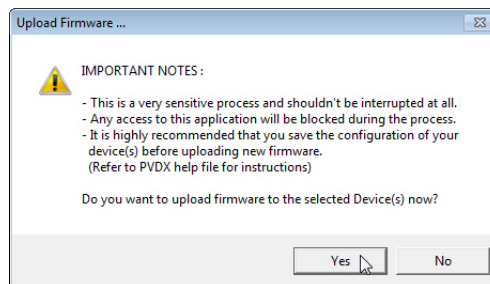 Upload Firmware ...
IMPORTANT NOTES :
- This is a very sensitive process and shouldn't be interrupted at all.
- Any access to this application will be blocked during the process.
- It is highly recommended that you save the configuration of your
device(s) before uploading new firmware.
(Refer to PVDX help file for instructions)
Do you want to upload firmware to the selected Device(s) now?
Yes
No